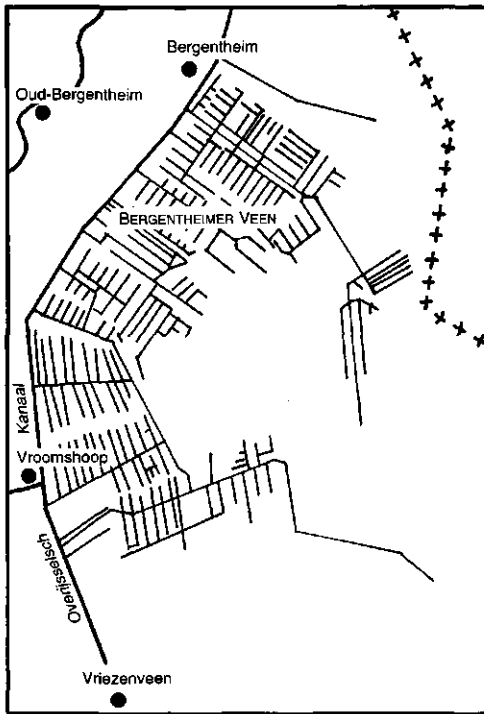 Bergentheim
Oud-Bergentheim
BERGENTHEIMER VEEN
Kanaal
Vroomshoop
Overijsselsch
Vriezenveen